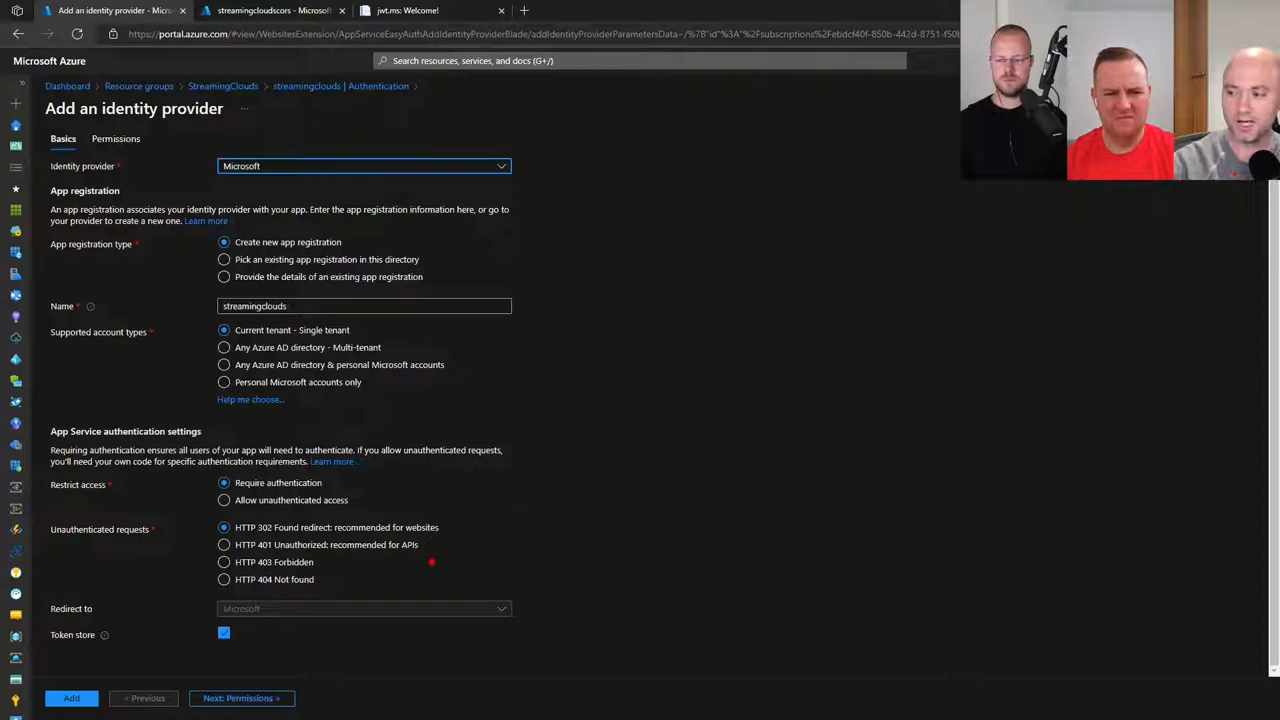 Add an identity provider - Micro
streamingcloudscors - Microsoft
jwt.ms: Welcome!
https://portal.azure.com/#view/WebsitesExtension/AppServiceEasyAuthAddIdentityProviderBlade/addIdentityProviderParametersData~/%7B"id"%3A"%2Fsubscriptions%2Febdcf40f-850b-442d-8751-f50b
Microsoft Azure
Search resources, services, and docs (G+/)
Dashboard > Resource groups > StreamingClouds > streamingclouds | Authentication >
Add an identity provider ...
Basics Permissions
Identity provider * Microsoft
App registration
An app registration associates your identity provider with your app. Enter the app registration information here, or go to
your provider to create a new one. Learn more
App registration type * Create new app registration
Pick an existing app registration in this directory
Provide the details of an existing app registration
Name * streamingclouds
Supported account types * Current tenant - Single tenant
Any Azure AD directory - Multi-tenant
Any Azure AD directory & personal Microsoft accounts
Personal Microsoft accounts only
Help me choose...
App Service authentication settings
Requiring authentication ensures all users of your app will need to authenticate. If you allow unauthenticated requests,
you'll need your own code for specific authentication requirements. Learn more
Restrict access * Require authentication
Allow unauthenticated access
Unauthenticated requests * HTTP 302 Found redirect: recommended for websites
HTTP 401 Unauthorized: recommended for APIs
HTTP 403 Forbidden
HTTP 404 Not found
Redirect to Microsoft
Token store
Add < Previous Next: Permissions >